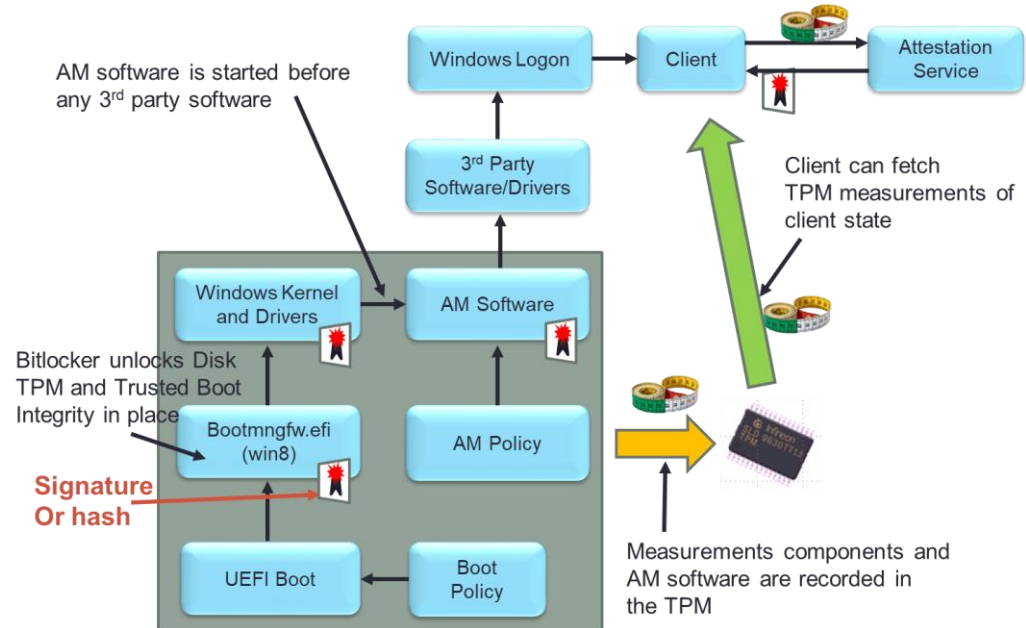 AM software is started before
any 3rd party software
Windows Logon
Client
Attestation
Service
3rd Party
Software/Drivers
Client can fetch
TPM measurements of
client state
Windows Kernel
and Drivers
AM Software
Bitlocker unlocks Disk
TPM and Trusted Boot
Integrity in place
Bootmngfw.efi
(win8)
AM Policy
Signature
Or hash
UEFI Boot
Boot
Policy
Infineon
TPM
Measurements components and
AM software are recorded in
the TPM